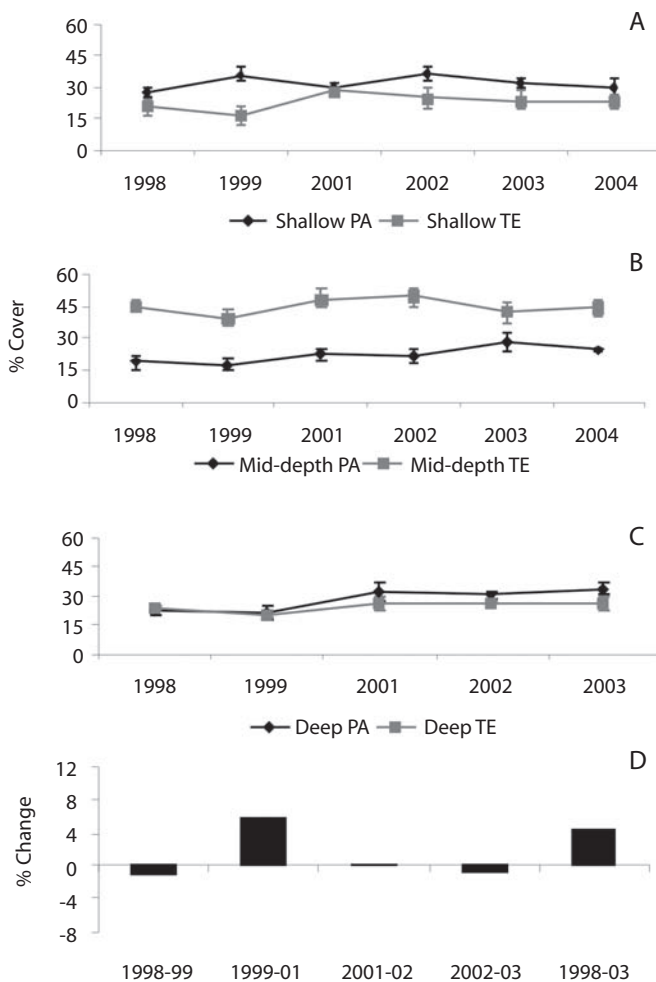 A
60
45
30
15
0
1998 1999 2001 2002 2003 2004
Shallow PA Shallow TE
B
% Cover
60
45
30
15
0
1998 1999 2001 2002 2003 2004
Mid-depth PA Mid-depth TE
C
60
45
30
15
0
1998 1999 2001 2002 2003
Deep PA Deep TE
D
% Change
12
8
4
0
-4
-8
1998-99 1999-01 2001-02 2002-03 1998-03